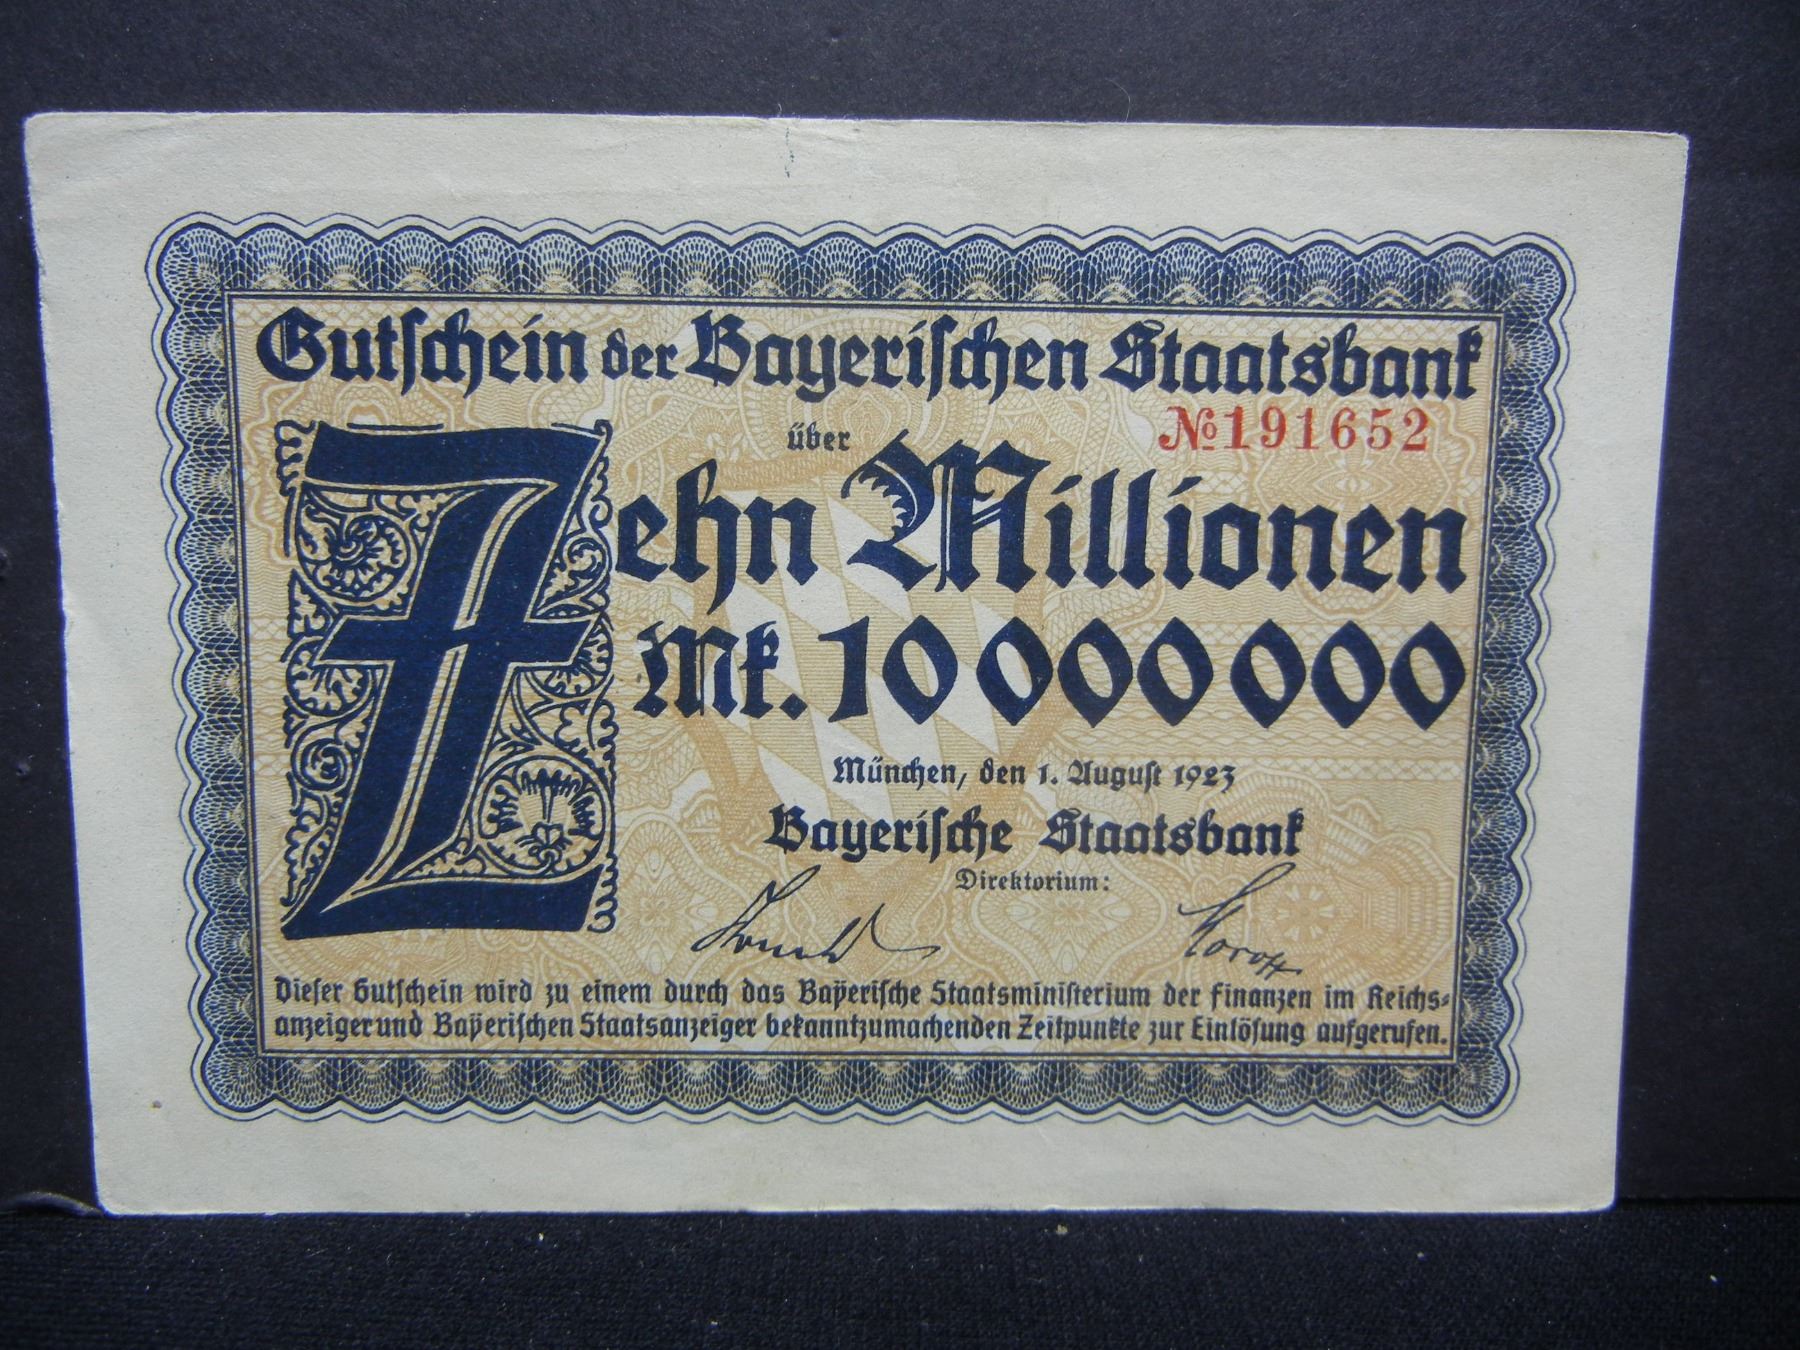 Gutschein der Bayerischen Staatsbank
№ 191652
über
Zehn Millionen
Mk. 10 000 000
München, den 1. August 1923
Bayerische Staatsbank
Direktorium:
Dieser Gutschein wird zu einem durch das Bayerische Staatsministerium der Finanzen im Reichs-
anzeiger und Bayerischen Staatsanzeiger bekanntzumachenden Zeitpunkte zur Einlösung aufgerufen.